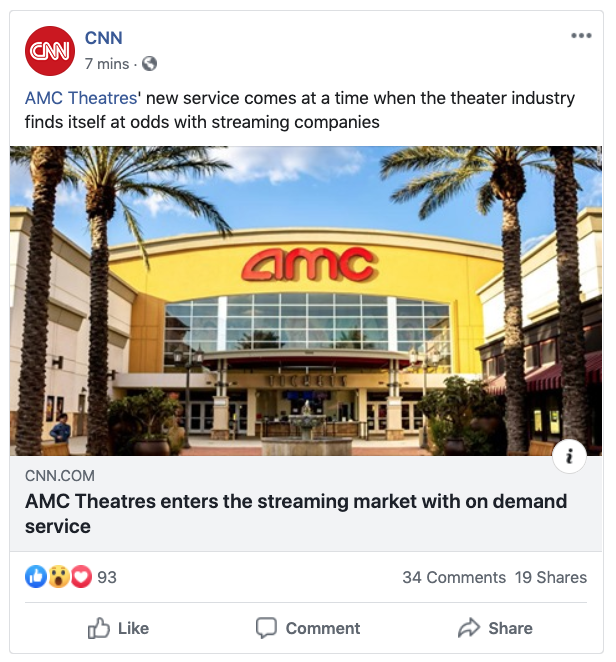 CNN
CNN
7 mins ·
AMC Theatres' new service comes at a time when the theater industry
finds itself at odds with streaming companies
amc
TICKETS
i
CNN.COM
AMC Theatres enters the streaming market with on demand
service
93
34 Comments 19 Shares
Like
Comment
Share